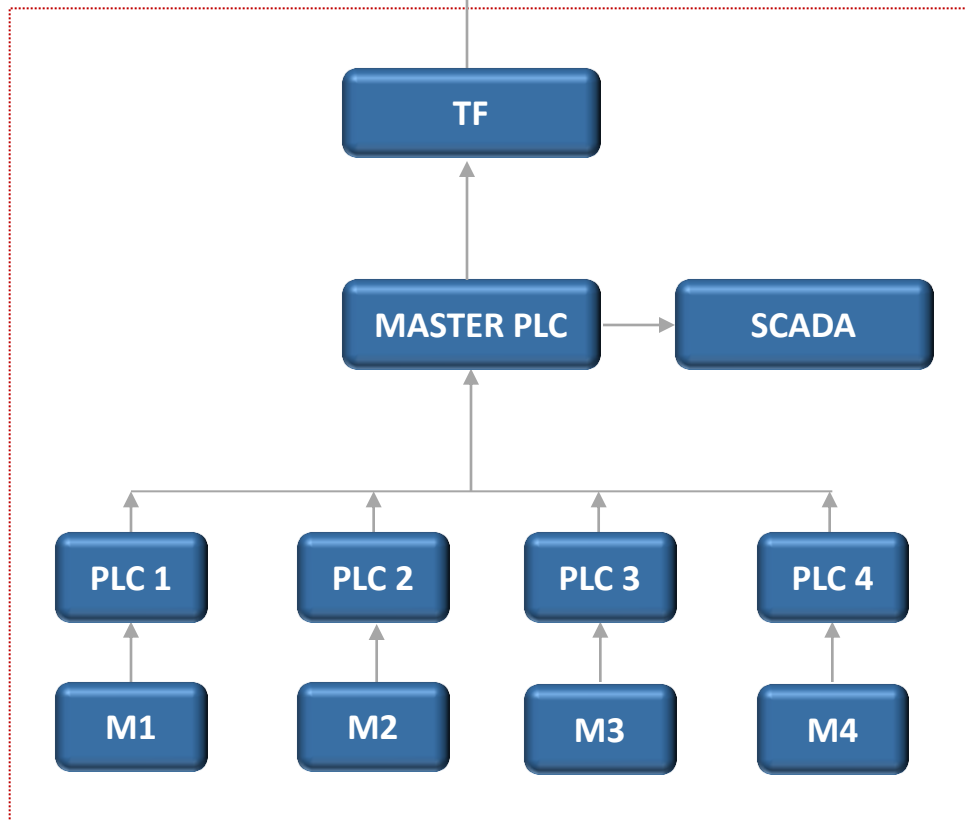 TF
MASTER PLC
SCADA
PLC 1
PLC 2
PLC 3
PLC 4
M1
M2
M3
M4